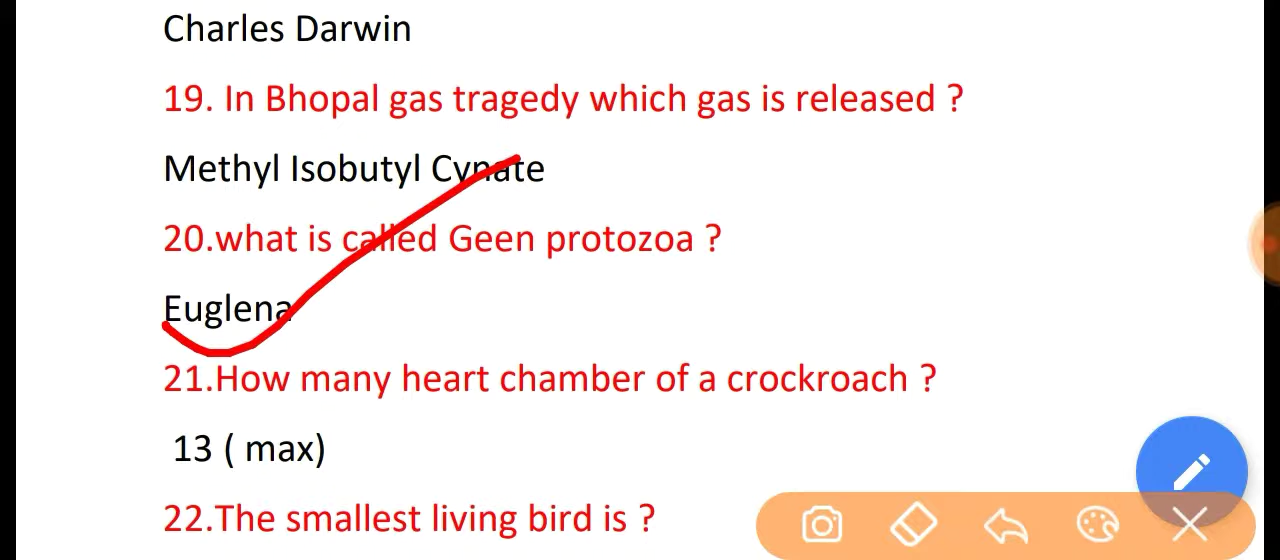 Charles Darwin
19. In Bhopal gas tragedy which gas is released ?
Methyl Isobutyl Cynate
20.what is called Geen protozoa ?
Euglena
21.How many heart chamber of a crockroach ?
13 ( max)
22.The smallest living bird is ?